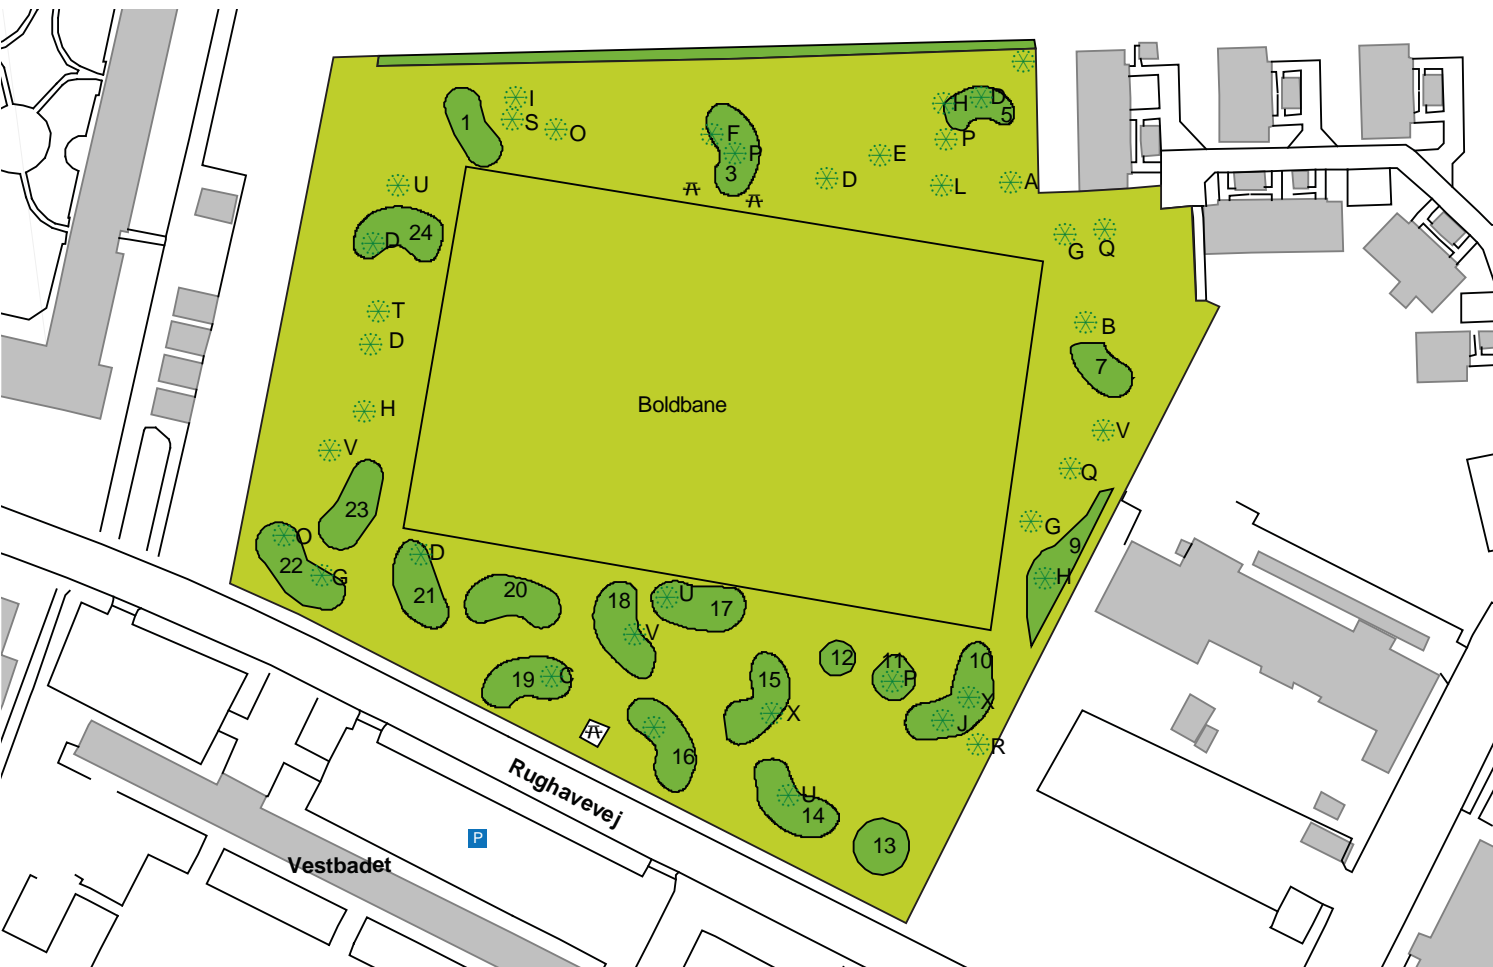 I
S
O
1
H
D
5
F
P
P
E
3
D
L
A
U
24
D
G
Q
T
D
B
7
Boldbane
H
V
V
Q
23
G
O
9
22
G
D
H
21
20
18
U
17
V
12
11
10
19
C
15
P
X
X
J
16
R
U
14
13
Rughavevej
P
Vestbadet